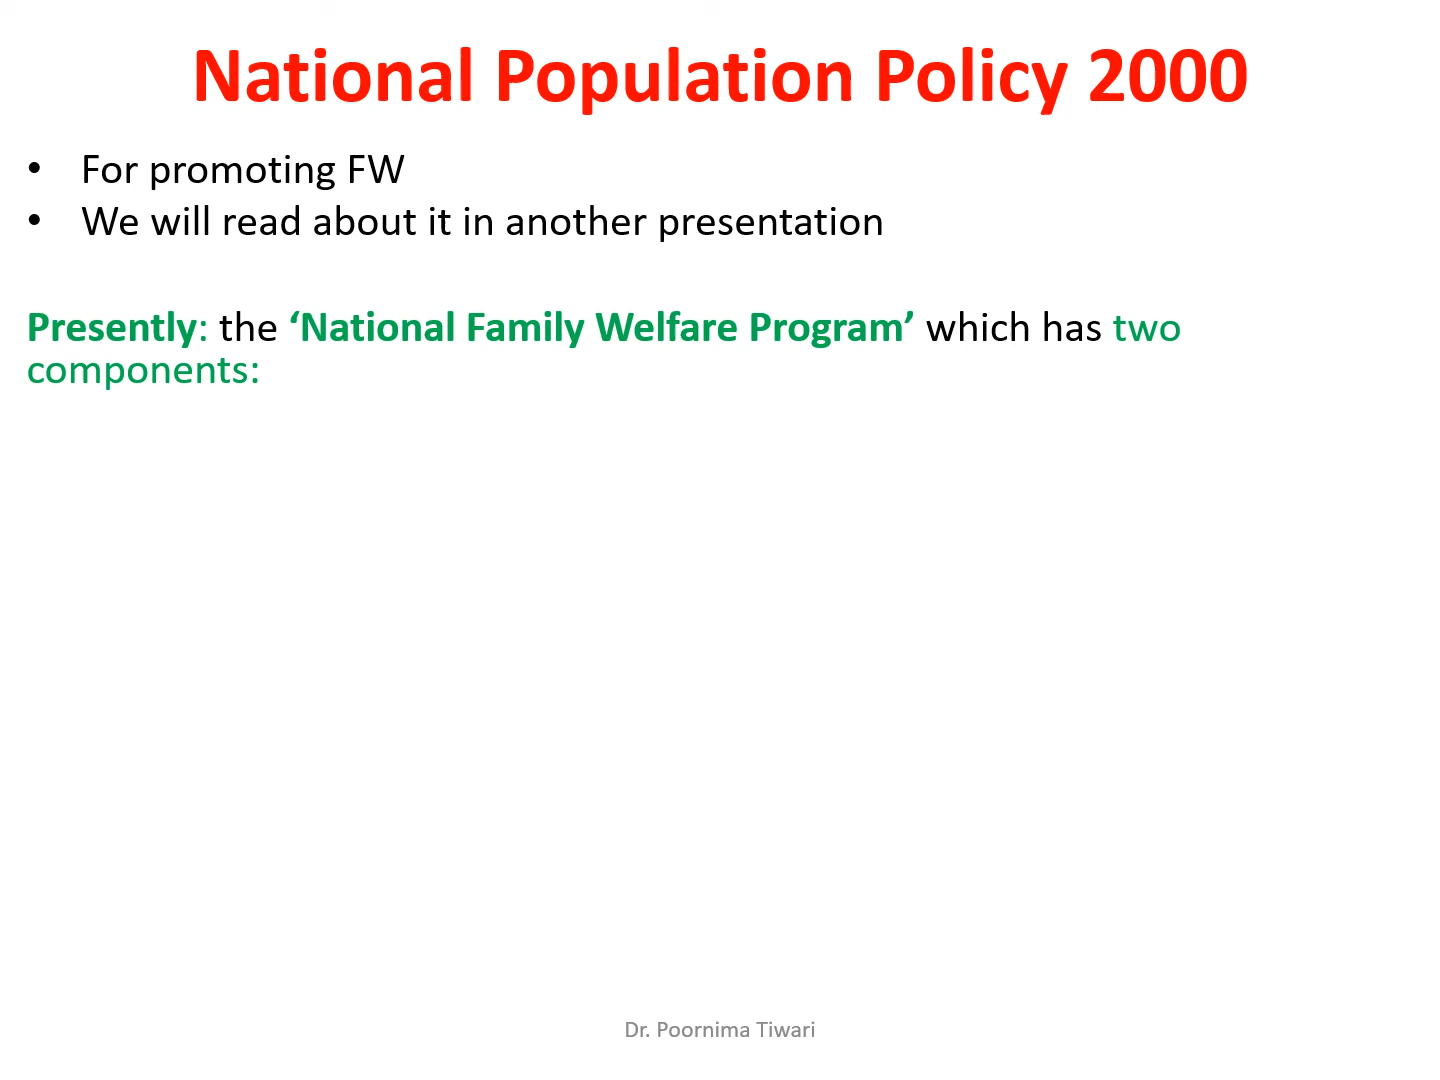 National Population Policy 2000
• For promoting FW
• We will read about it in another presentation
Presently: the ‘National Family Welfare Program’ which has two
components:
Dr. Poornima Tiwari